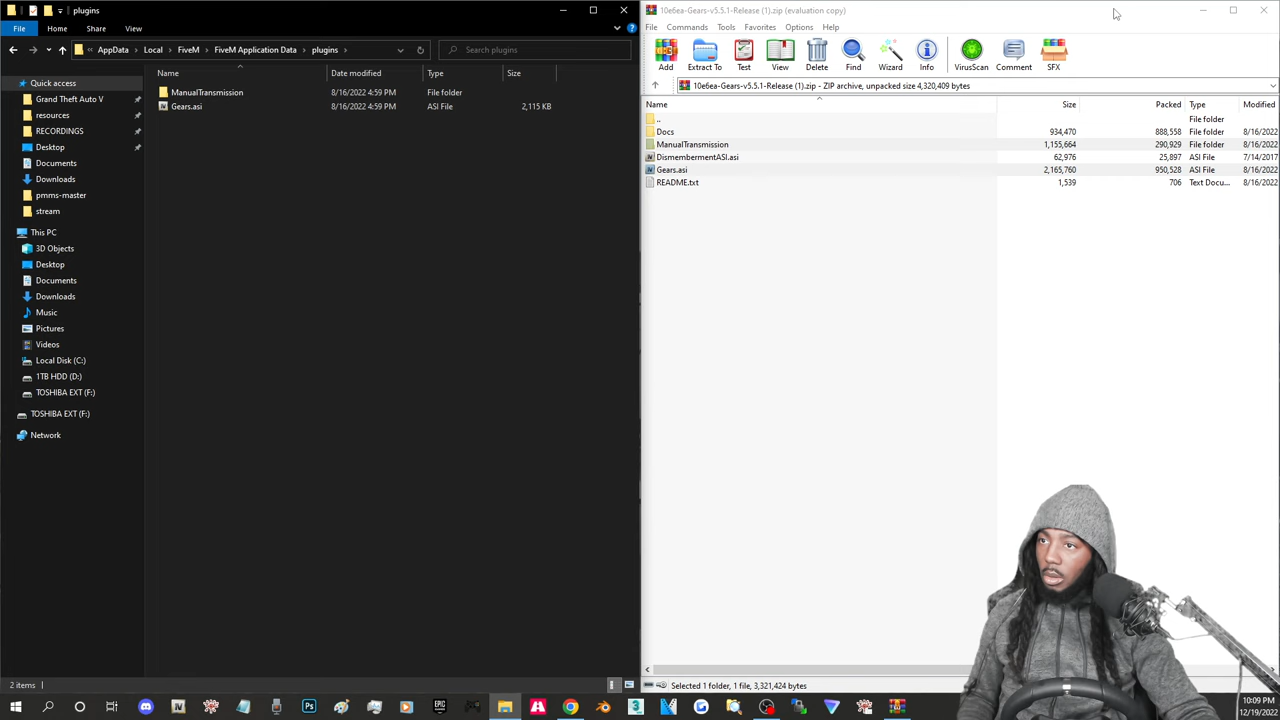 plugins
File Home Share View
AppData > Local > FiveM > FiveM Application Data > plugins
Search plugins
Name Date modified Type Size
ManualTransmission 8/16/2022 4:59 PM File folder
Gears.asi 8/16/2022 4:59 PM ASI File 2,115 KB
Quick access
Grand Theft Auto V
resources
RECORDINGS
Desktop
Documents
Downloads
pmms-master
stream
This PC
3D Objects
Desktop
Documents
Downloads
Music
Pictures
Videos
Local Disk (C:)
1TB HDD (D:)
TOSHIBA EXT (F:)
TOSHIBA EXT (F:)
Network
2 items
10e6ea-Gears-v5.5.1-Release (1).zip (evaluation copy)
File Commands Tools Favorites Options Help
Add Extract To Test View Delete Find Wizard Info VirusScan Comment SFX
10e6ea-Gears-v5.5.1-Release (1).zip - ZIP archive, unpacked size 4,320,409 bytes
Name Size Packed Type Modified
.. File folder
Docs 934,470 888,558 File folder 8/16/2022
ManualTransmission 1,155,664 290,929 File folder 8/16/2022
DismembermentASI.asi 62,976 25,897 ASI File 7/14/2017
Gears.asi 2,165,760 950,528 ASI File 8/16/2022
README.txt 1,539 706 Text Docu... 8/16/2022
Selected 1 folder, 1 file, 3,321,424 bytes
10:09 PM
12/19/2022